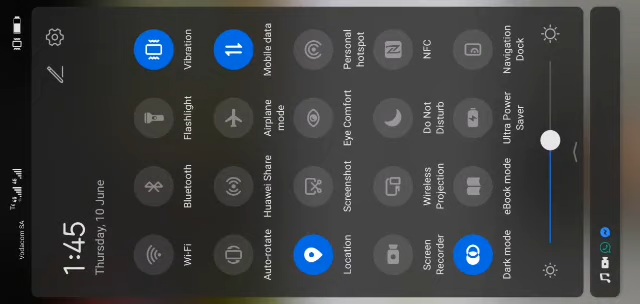 Vodacom SA
1:45
Thursday, 10 June
Wi-Fi
Bluetooth
Flashlight
Vibration
Auto-rotate
Huawei Share
Airplane
mode
Mobile data
Location
Screenshot
Eye Comfort
Personal
hotspot
Screen
Recorder
Wireless
Projection
Do Not
Disturb
NFC
Dark mode
eBook mode
Ultra Power
Saver
Navigation
Dock